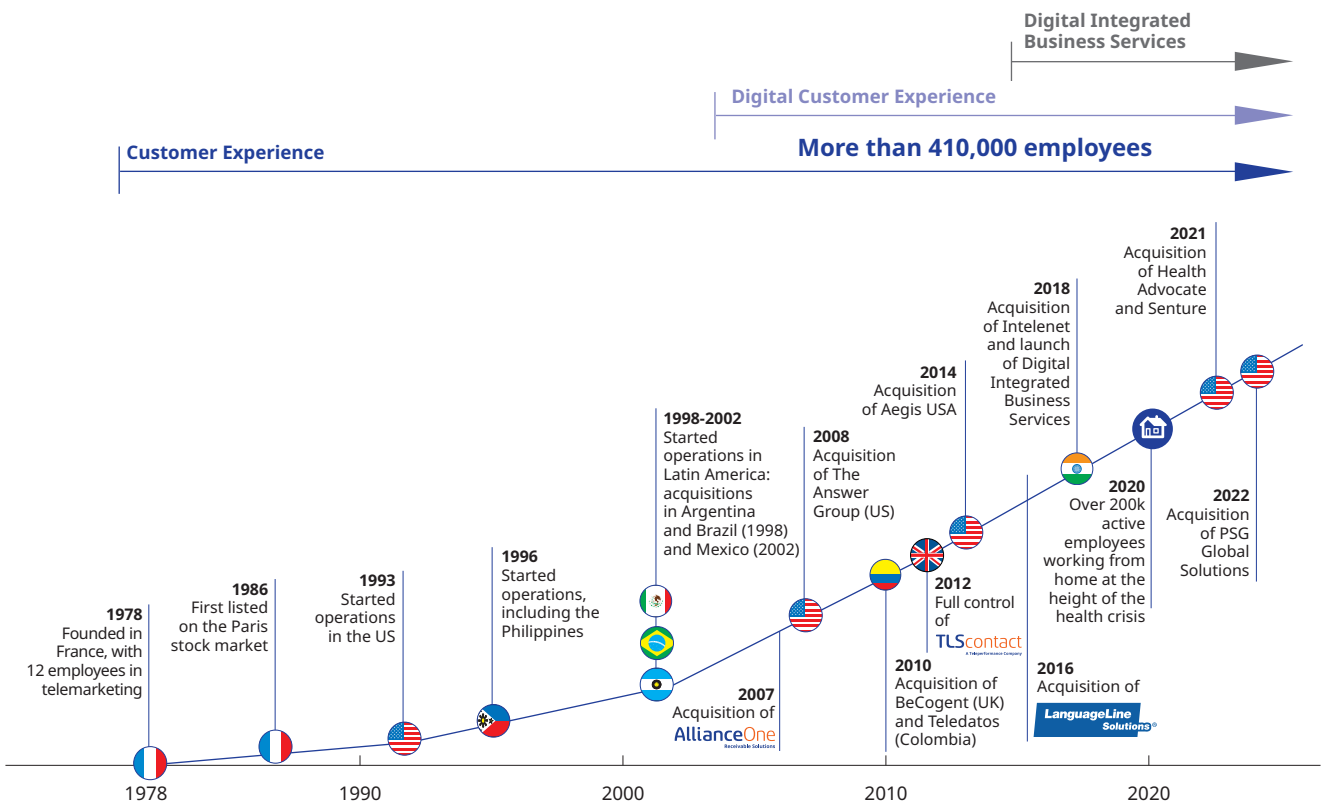 Digital Integrated
Business Services
Digital Customer Experience
More than 410,000 employees
Customer Experience
1978
Founded in
France, with
12 employees in
telemarketing
1986
First listed
on the Paris
stock market
1993
Started
operations
in the US
1996
Started
operations,
including the
Philippines
1998-2002
Started
operations in
Latin America:
acquisitions
in Argentina
and Brazil (1998)
and Mexico (2002)
2007
Acquisition of
AllianceOne
Receivable Solutions
2008
Acquisition
of The
Answer
Group (US)
2010
Acquisition of
BeCogent (UK)
and Teledatos
(Colombia)
2012
Full control
of
TLScontact
A Teleperformance Company
2014
Acquisition
of Aegis USA
2016
Acquisition of
LanguageLine
Solutions®
2018
Acquisition
of Intelenet
and launch
of Digital
Integrated
Business
Services
2020
Over 200k
active
employees
working from
home at the
height of the
health crisis
2021
Acquisition
of Health
Advocate
and Senture
2022
Acquisition
of PSG
Global
Solutions
1978
1990
2000
2010
2020